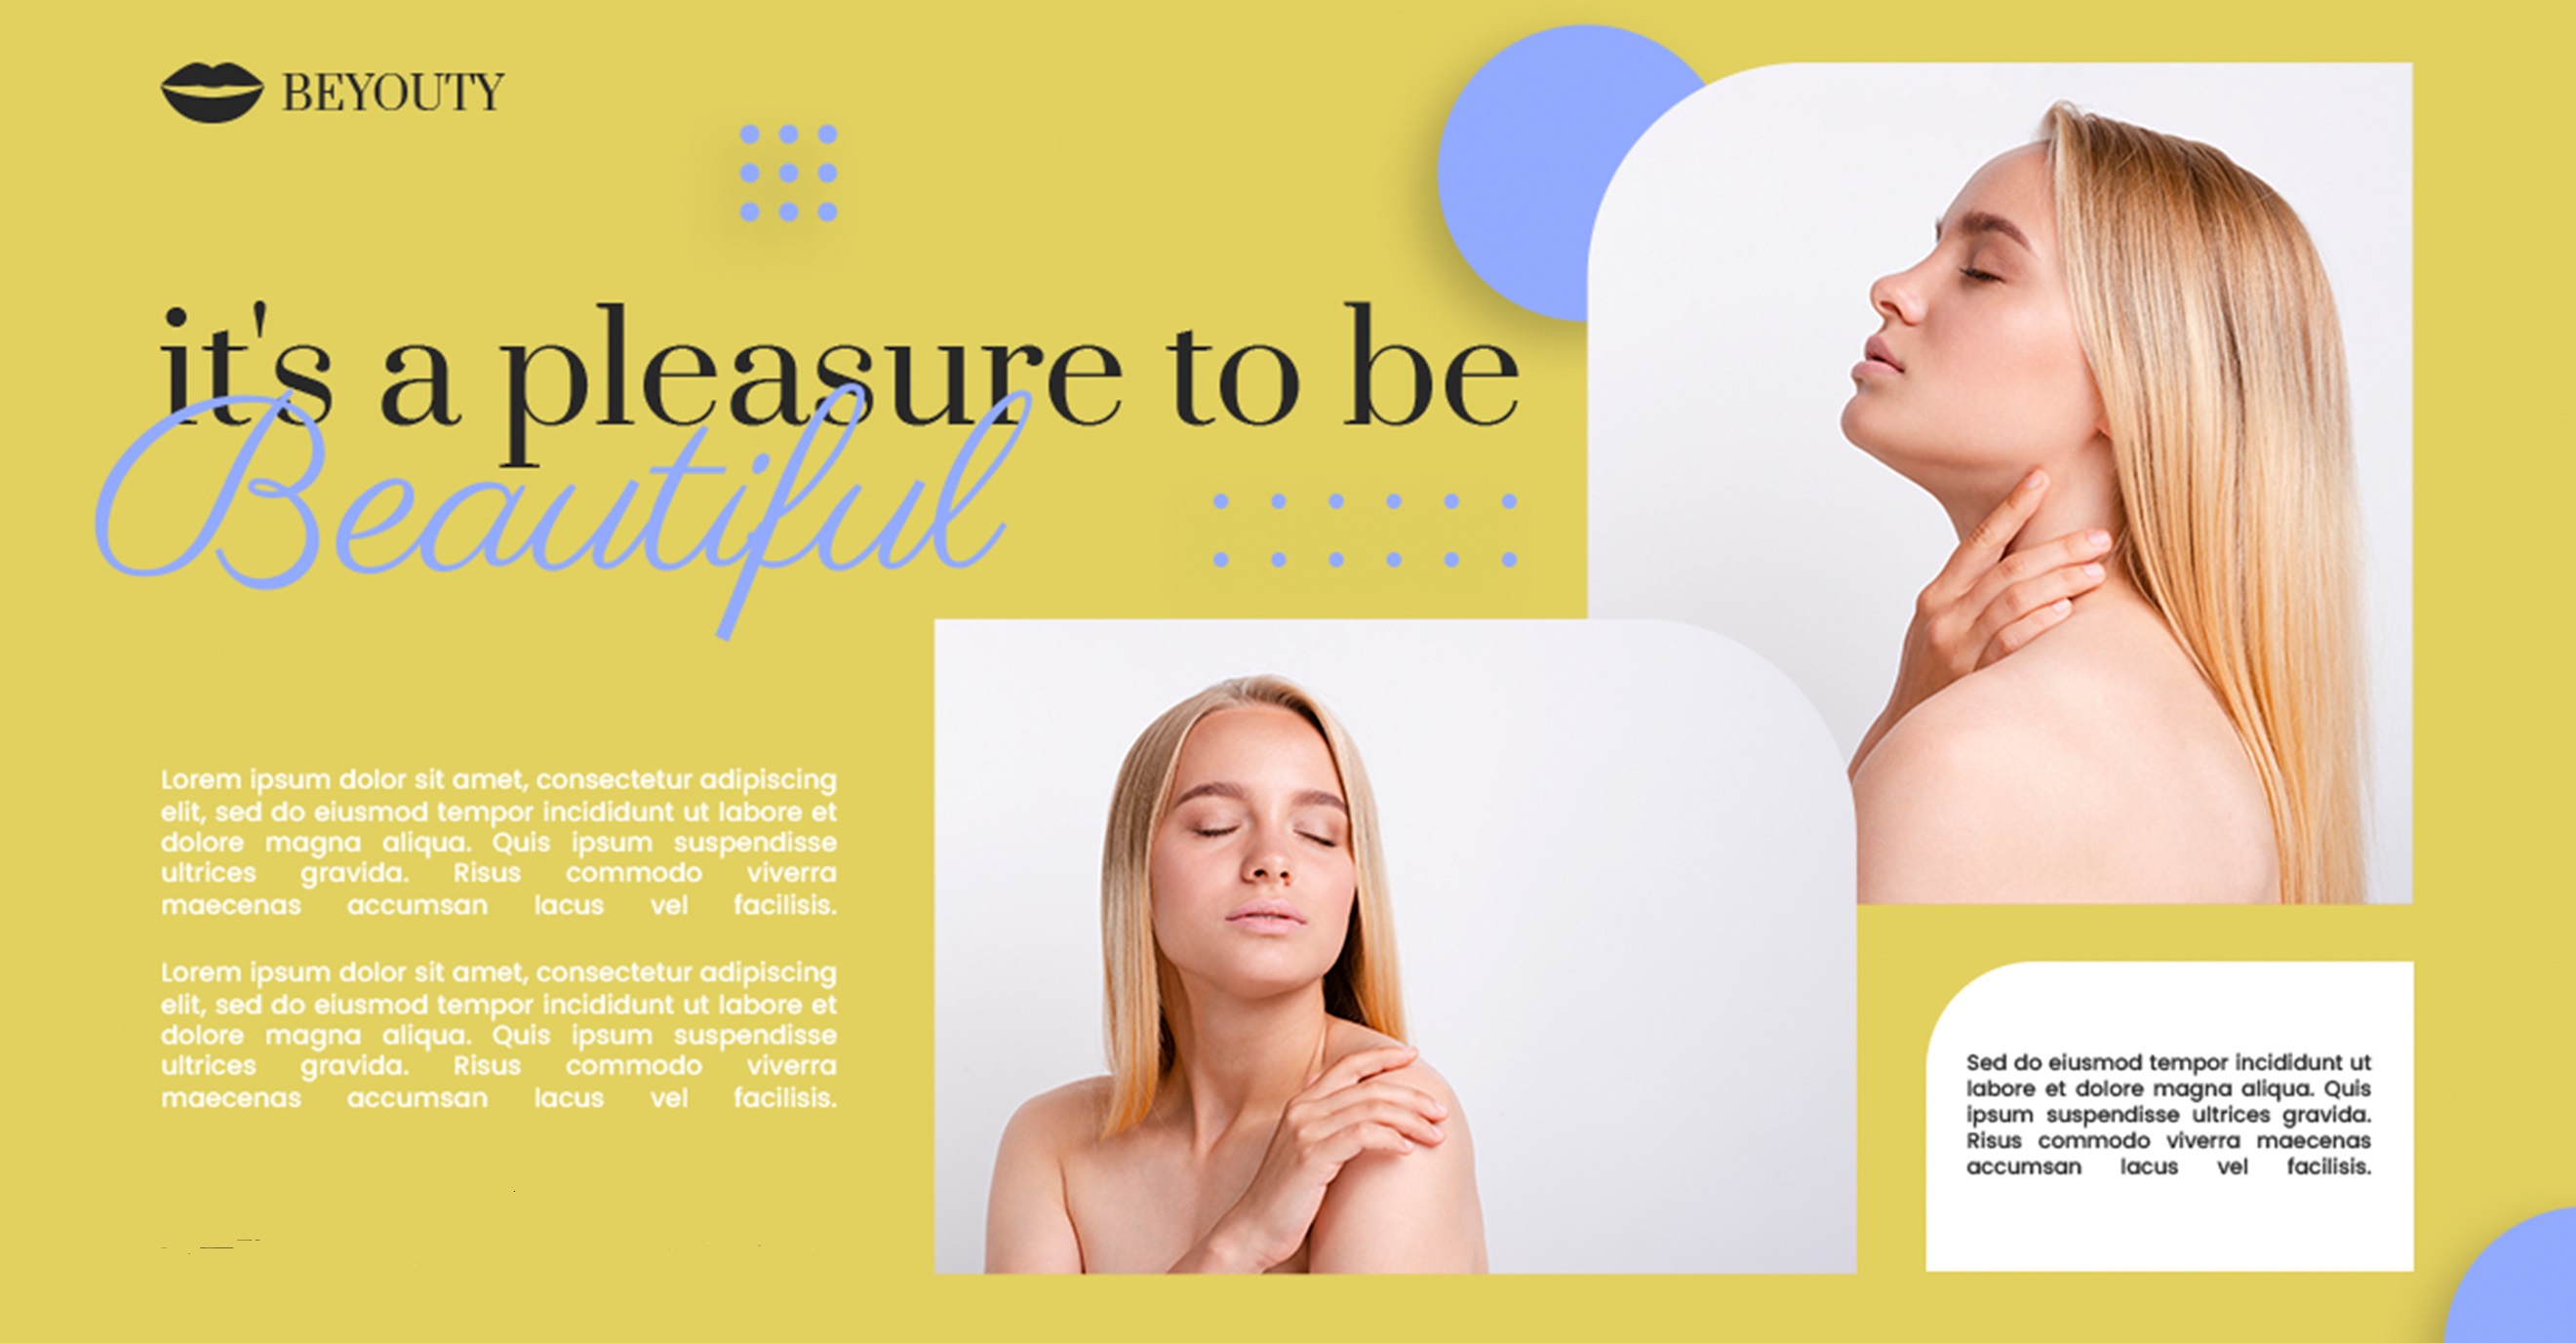 BEYOUTY
it's a pleasure to be
Beautiful
Lorem ipsum dolor sit amet, consectetur adipiscing
elit, sed do eiusmod tempor incididunt ut labore et
dolore magna aliqua. Quis ipsum suspendisse
ultrices gravida. Risus commodo viverra
maecenas accumsan lacus vel facilisis.
Lorem ipsum dolor sit amet, consectetur adipiscing
elit, sed do eiusmod tempor incididunt ut labore et
dolore magna aliqua. Quis ipsum suspendisse
ultrices gravida. Risus commodo viverra
maecenas accumsan lacus vel facilisis.
Sed do eiusmod tempor incididunt ut
labore et dolore magna aliqua. Quis
ipsum suspendisse ultrices gravida.
Risus commodo viverra maecenas
accumsan lacus vel facilisis.